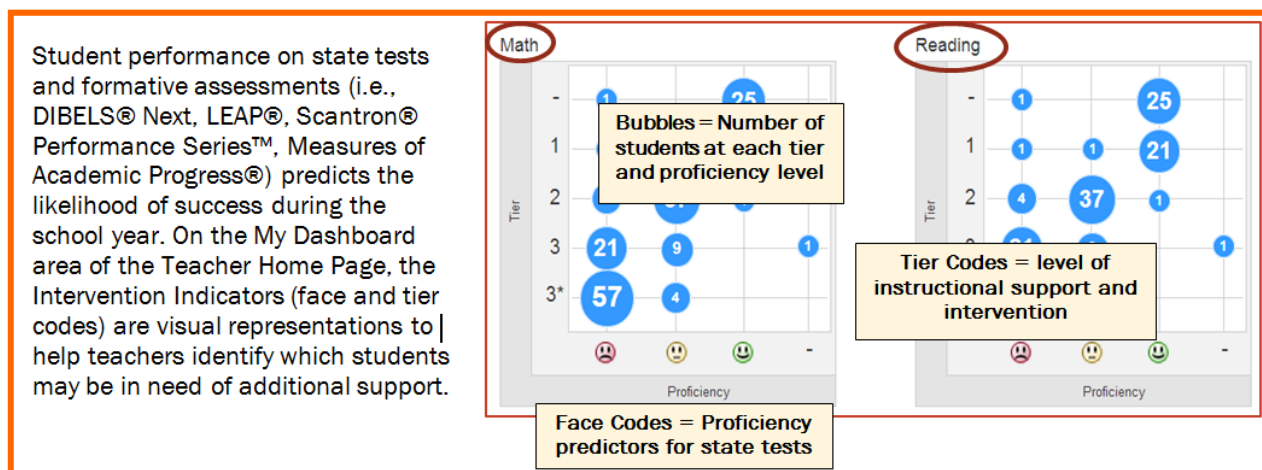 Student performance on state tests
and formative assessments (i.e.,
DIBELS® Next, LEAP®, Scantron®
Performance Series™, Measures of
Academic Progress®) predicts the
likelihood of success during the
school year. On the My Dashboard
area of the Teacher Home Page, the
Intervention Indicators (face and tier
codes) are visual representations to
help teachers identify which students
may be in need of additional support.
Math
- 1 25
Bubbles = Number of
students at each tier
and proficiency level
1
2
3 21 9 1
3* 57 4
Tier
-
Proficiency
Face Codes = Proficiency
predictors for state tests
Reading
- 1 25
1 1 1 21
2 4 37 1
1
Tier
Tier Codes = level of
instructional support and
intervention
-
Proficiency